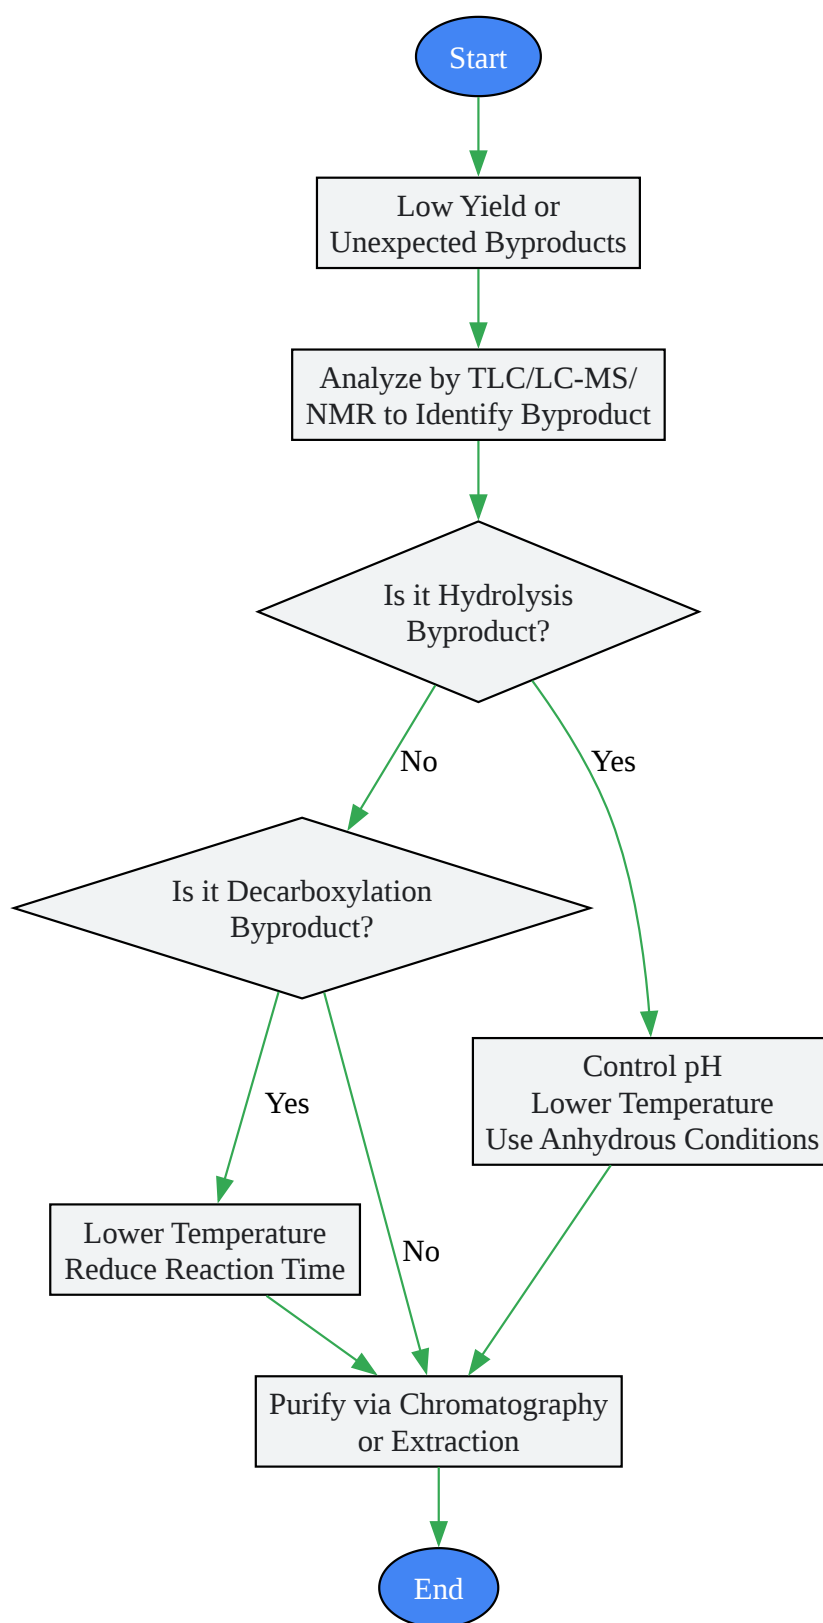 Start
Low Yield or
Unexpected Byproducts
Analyze by TLC/LC-MS/
NMR to Identify Byproduct
Is it Hydrolysis
Byproduct?
No
Yes
Is it Decarboxylation
Byproduct?
Control pH
Lower Temperature
Use Anhydrous Conditions
Yes
Lower Temperature
Reduce Reaction Time
No
Purify via Chromatography
or Extraction
End